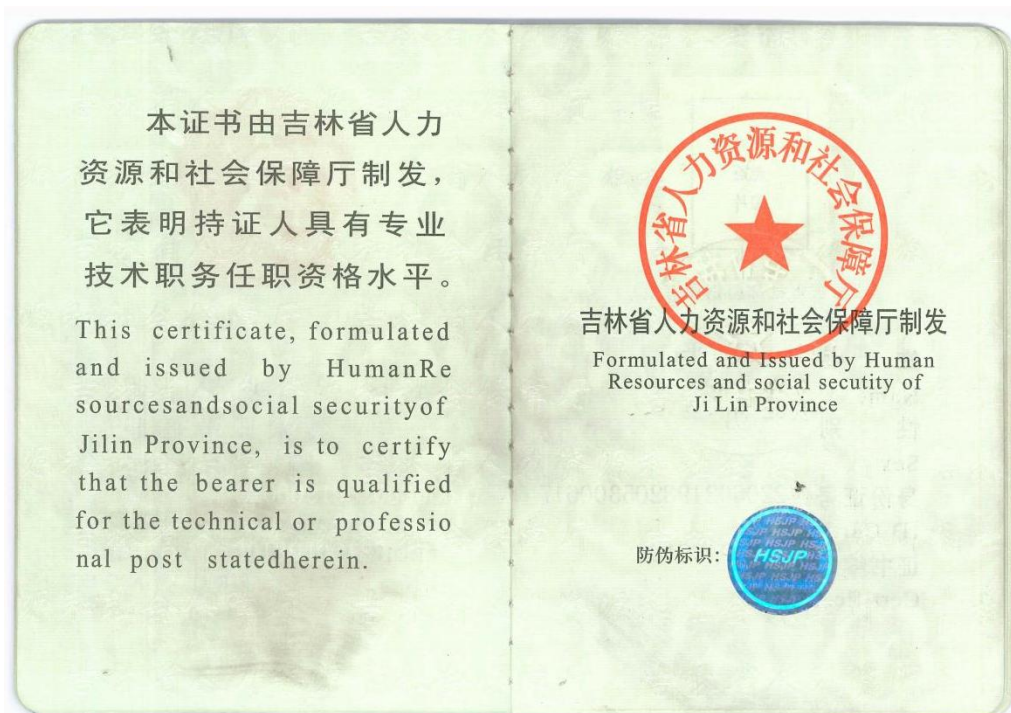 本证书由吉林省人力
资源和社会保障厅制发，
它表明持证人具有专业
技术职务任职资格水平。
This certificate, formulated
and issued by HumanRe
sourcesandsocial securityof
Jilin Province, is to certify
that the bearer is qualified
for the technical or professio
nal post statedherein.
吉林省人力资源和社会保障厅
吉林省人力资源和社会保障厅制发
Formulated and Issued by Human
Resources and social secutity of
Ji Lin Province
防伪标识：
HSJP